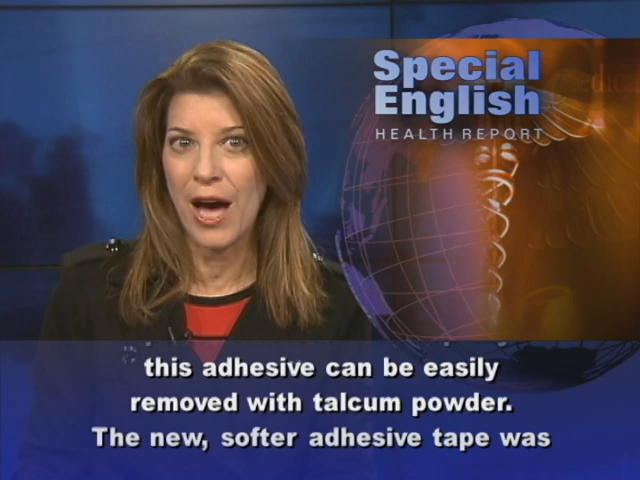 Special
English
HEALTH REPORT
this adhesive can be easily
removed with talcum powder.
The new, softer adhesive tape was